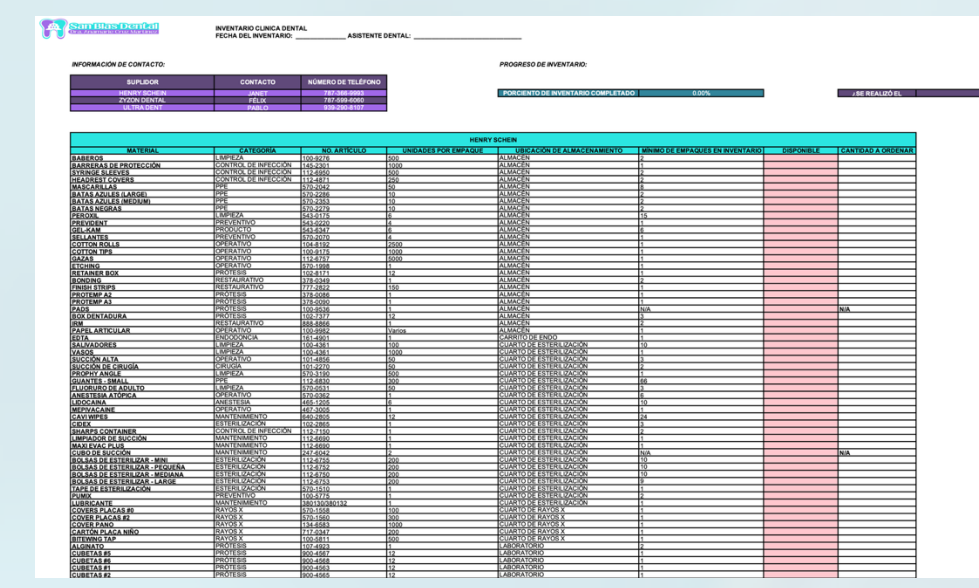 San Blas Dental
INVENTARIO CLINICA DENTAL
FECHA DEL INVENTARIO: ______________ ASISTENTE DENTAL: ______________________________
INFORMACIÓN DE CONTACTO:
PROGRESO DE INVENTARIO:
SUPLIDOR CONTACTO NÚMERO DE TELÉFONO
HENRY SCHEIN JANET 787-366-9993
ZYZON DENTAL FÉLIX 787-599-6060
ULTRA DENT PABLO 939-290-8107
PORCIENTO DE INVENTARIO COMPLETADO 0.00%
¿SE REALIZÓ EL
HENRY SCHEIN
MATERIAL CATEGORÍA NO. ARTÍCULO UNIDADES POR EMPAQUE UBICACIÓN DE ALMACENAMIENTO MÍNIMO DE EMPAQUES EN INVENTARIO DISPONIBLE CANTIDAD A ORDENAR
BABEROS LIMPIEZA 100-9276 500 ALMACÉN 2
BARRERAS DE PROTECCIÓN CONTROL DE INFECCIÓN 145-2301 1000 ALMACÉN 1
SYRINGE SLEEVES CONTROL DE INFECCIÓN 112-6950 500 ALMACÉN 2
HEADREST COVERS CONTROL DE INFECCIÓN 112-4871 250 ALMACÉN 2
MASCARILLAS PPE 570-2042 50 ALMACÉN 8
BATAS AZULES (LARGE) PPE 570-2286 10 ALMACÉN 2
BATAS AZULES (MEDIUM) PPE 570-2353 10 ALMACÉN 2
BATAS NEGRAS PPE 570-2279 10 ALMACÉN 2
PEROXIL LIMPIEZA 543-0175 6 ALMACÉN 15
PREVIDENT PREVENTIVO 543-0220 4 ALMACÉN 1
GEL-KAM PRODUCTO 543-6347 6 ALMACÉN 6
SELLANTES PREVENTIVO 570-2070 4 ALMACÉN 1
COTTON ROLLS OPERATIVO 104-8192 2500 ALMACÉN 1
COTTON TIPS OPERATIVO 100-9175 1000 ALMACÉN 1
GAZAS OPERATIVO 112-6757 5000 ALMACÉN 1
ETCHING OPERATIVO 570-1998 1 ALMACÉN 1
RETAINER BOX PRÓTESIS 102-8171 12 ALMACÉN 1
BONDING RESTAURATIVO 378-0349 1 ALMACÉN 2
FINISH STRIPS RESTAURATIVO 777-2822 150 ALMACÉN 1
PROTEMP A2 PRÓTESIS 378-0086 1 ALMACÉN 1
PROTEMP A3 PRÓTESIS 378-0090 1 ALMACÉN 1
PADS PRÓTESIS 100-9536 1 ALMACÉN N/A N/A
BOX DENTADURA PRÓTESIS 102-7377 12 ALMACÉN 3
IRM RESTAURATIVO 888-8866 1 ALMACÉN 2
PAPEL ARTICULAR OPERATIVO 100-9982 Varios ALMACÉN 1
EDTA ENDODONCIA 161-4901 1 CARRITO DE ENDO 1
SALIVADORES LIMPIEZA 100-4361 100 CUARTO DE ESTERILIZACIÓN 10
VASOS LIMPIEZA 100-4361 1000 CUARTO DE ESTERILIZACIÓN 1
SUCCIÓN ALTA OPERATIVO 101-4856 50 CUARTO DE ESTERILIZACIÓN 3
SUCCIÓN DE CIRUGÍA CIRUGÍA 101-2270 50 CUARTO DE ESTERILIZACIÓN 2
PROPHY ANGLE LIMPIEZA 570-3190 500 CUARTO DE ESTERILIZACIÓN 1
GUANTES - SMALL PPE 112-6830 300 CUARTO DE ESTERILIZACIÓN 66
FLUORURO DE ADULTO LIMPIEZA 570-0531 50 CUARTO DE ESTERILIZACIÓN 3
ANESTESIA ATÓPICA OPERATIVO 570-0362 1 CUARTO DE ESTERILIZACIÓN 6
LIDOCAINA ANESTESIA 465-1205 6 CUARTO DE ESTERILIZACIÓN 10
MEPIVACAINE OPERATIVO 467-3005 1 CUARTO DE ESTERILIZACIÓN 1
CAVI WIPES MANTENIMIENTO 640-2805 12 CUARTO DE ESTERILIZACIÓN 24
CIDEX ESTERILIZACIÓN 102-2865 1 CUARTO DE ESTERILIZACIÓN 3
SHARPS CONTAINER CONTROL DE INFECCIÓN 112-7150 1 CUARTO DE ESTERILIZACIÓN 2
LIMPIADOR DE SUCCIÓN MANTENIMIENTO 112-6690 1 CUARTO DE ESTERILIZACIÓN 1
MAXI EVAC PLUS MANTENIMIENTO 112-6690 1 CUARTO DE ESTERILIZACIÓN 1
CUBO DE SUCCIÓN MANTENIMIENTO 247-6042 2 CUARTO DE ESTERILIZACIÓN N/A N/A
BOLSAS DE ESTERILIZAR - MINI ESTERILIZACIÓN 112-6755 200 CUARTO DE ESTERILIZACIÓN 10
BOLSAS DE ESTERILIZAR - PEQUEÑA ESTERILIZACIÓN 112-6752 200 CUARTO DE ESTERILIZACIÓN 10
BOLSAS DE ESTERILIZAR - MEDIANA ESTERILIZACIÓN 112-6750 200 CUARTO DE ESTERILIZACIÓN 10
BOLSAS DE ESTERILIZAR - LARGE ESTERILIZACIÓN 112-6753 200 CUARTO DE ESTERILIZACIÓN 9
TAPE DE ESTERILIZACIÓN ESTERILIZACIÓN 570-1510 1 CUARTO DE ESTERILIZACIÓN 1
PUMIX PREVENTIVO 100-5775 1 CUARTO DE ESTERILIZACIÓN 2
LUBRICANTE MANTENIMIENTO 380130/380132 1 CUARTO DE ESTERILIZACIÓN 1
COVERS PLACAS #0 RAYOS X 570-1558 100 CUARTO DE RAYOS X 1
COVER PLACAS #2 RAYOS X 570-1560 300 CUARTO DE RAYOS X 1
COVER PANO RAYOS X 134-6583 1000 CUARTO DE RAYOS X 1
CARTÓN PLACA NIÑO RAYOS X 717-0347 200 CUARTO DE RAYOS X 1
BITEWING TAP RAYOS X 100-5811 500 CUARTO DE RAYOS X 1
ALGINATO PRÓTESIS 107-4923 1 LABORATORIO 2
CUBETAS #5 PRÓTESIS 900-4567 12 LABORATORIO 1
CUBETAS #6 PRÓTESIS 900-4568 12 LABORATORIO 1
CUBETAS #1 PRÓTESIS 900-4563 12 LABORATORIO 1
CUBETAS #2 PRÓTESIS 900-4565 12 LABORATORIO 1